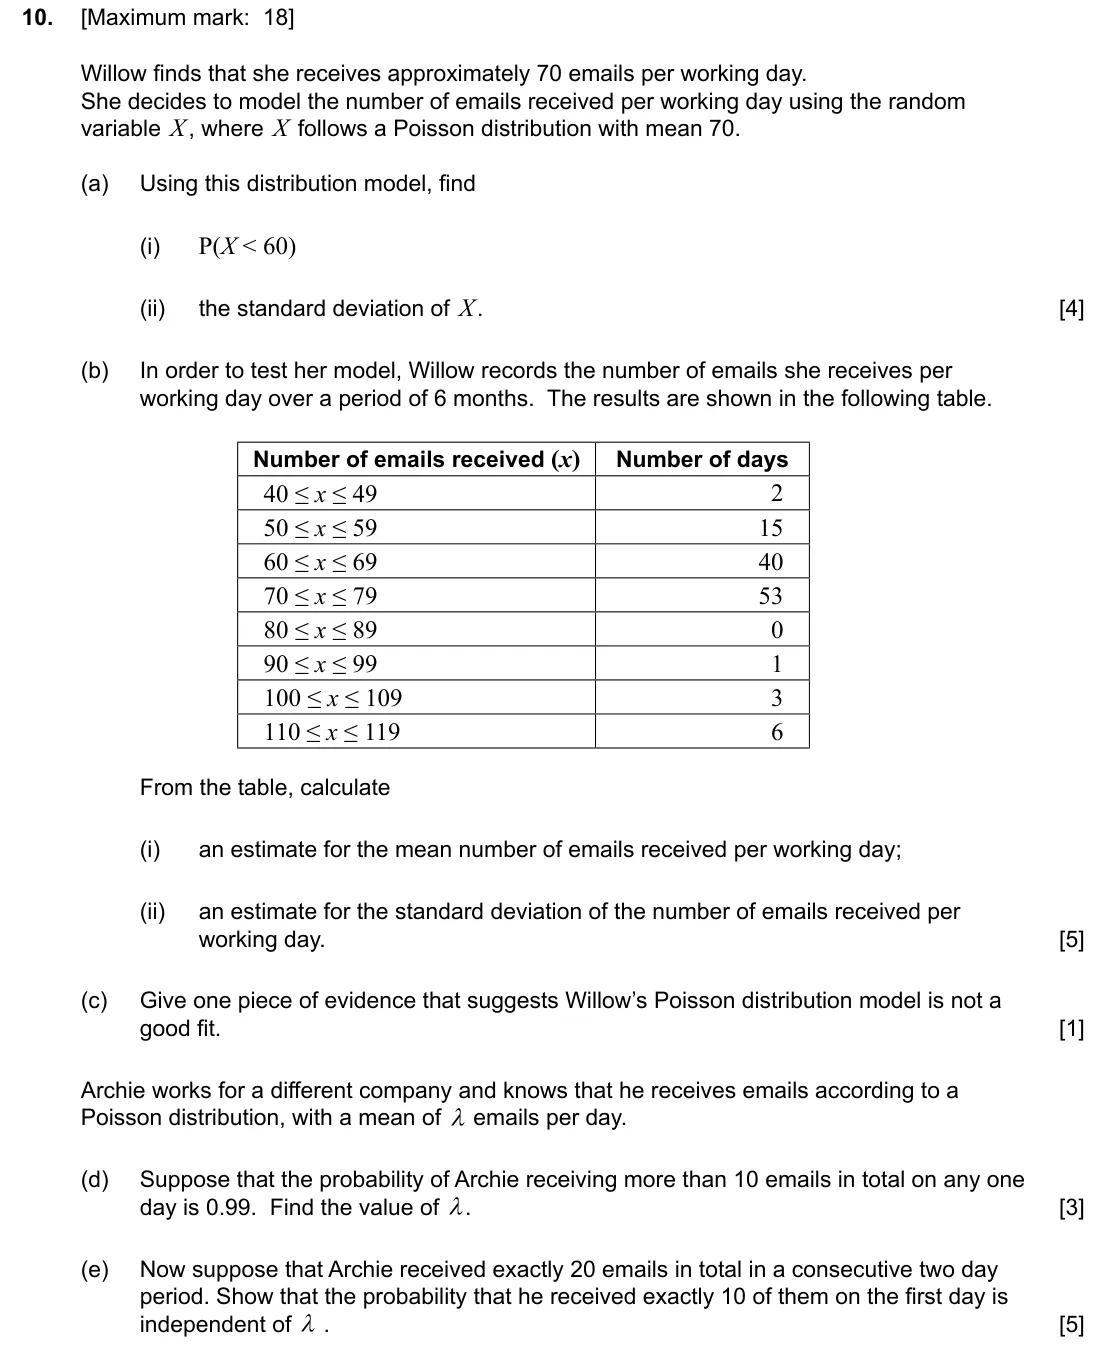 10. [Maximum mark: 18]
Willow finds that she receives approximately 70 emails per working day.
She decides to model the number of emails received per working day using the random
variable X, where X follows a Poisson distribution with mean 70.
(a) Using this distribution model, find
(i) P(X < 60)
(ii) the standard deviation of X. [4]
(b) In order to test her model, Willow records the number of emails she receives per
working day over a period of 6 months. The results are shown in the following table.
Number of emails received (x) Number of days
40 ≤ x ≤ 49 2
50 ≤ x ≤ 59 15
60 ≤ x ≤ 69 40
70 ≤ x ≤ 79 53
80 ≤ x ≤ 89 0
90 ≤ x ≤ 99 1
100 ≤ x ≤ 109 3
110 ≤ x ≤ 119 6
From the table, calculate
(i) an estimate for the mean number of emails received per working day;
(ii) an estimate for the standard deviation of the number of emails received per
working day. [5]
(c) Give one piece of evidence that suggests Willow's Poisson distribution model is not a
good fit. [1]
Archie works for a different company and knows that he receives emails according to a
Poisson distribution, with a mean of λ emails per day.
(d) Suppose that the probability of Archie receiving more than 10 emails in total on any one
day is 0.99. Find the value of λ. [3]
(e) Now suppose that Archie received exactly 20 emails in total in a consecutive two day
period. Show that the probability that he received exactly 10 of them on the first day is
independent of λ . [5]